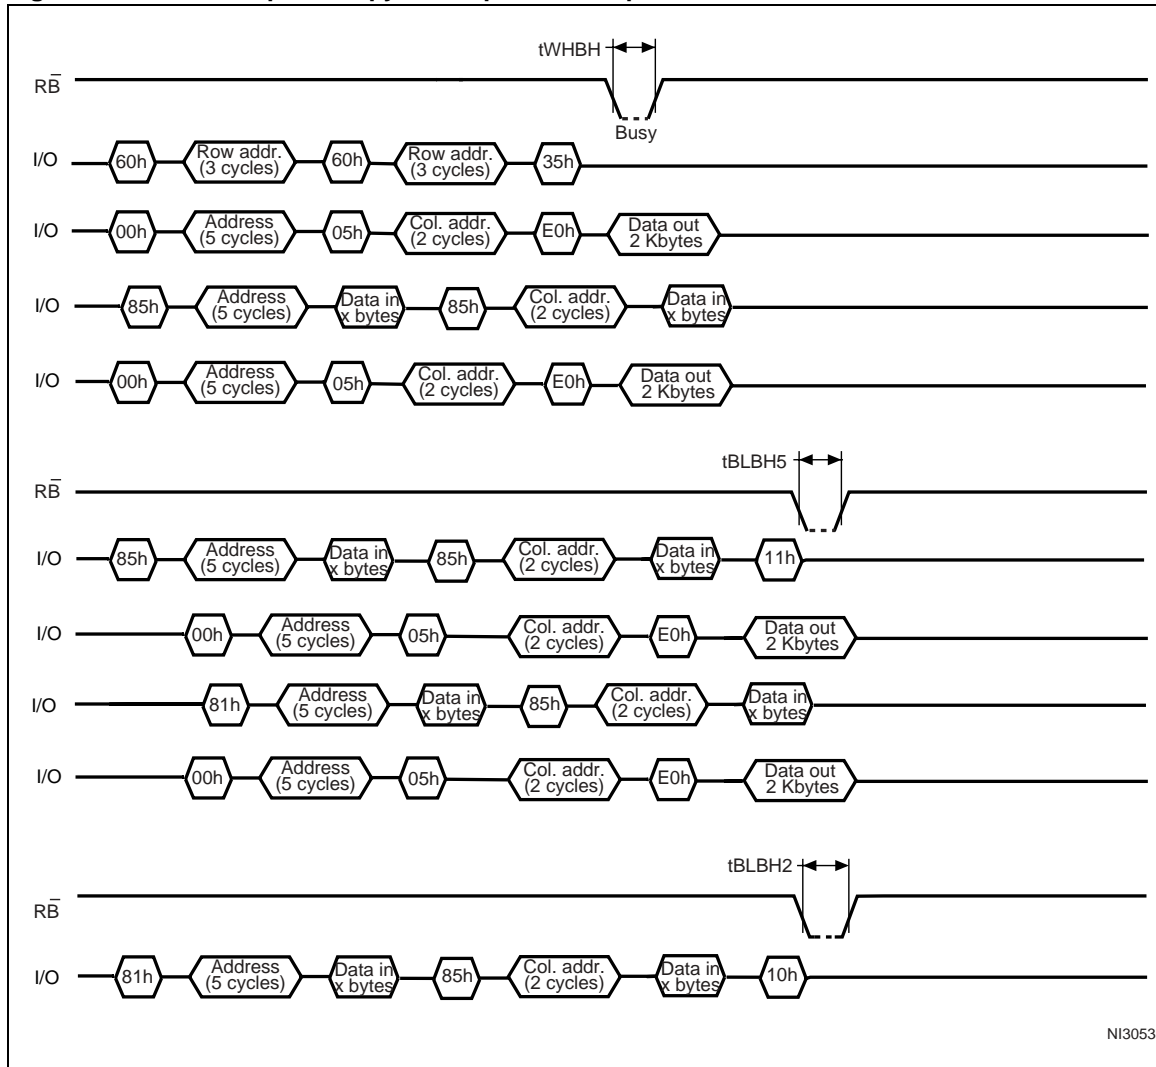 tWHBH
RB̅
Busy
I/O 60h Row addr. (3 cycles) 60h Row addr. (3 cycles) 35h
I/O 00h Address (5 cycles) 05h Col. addr. (2 cycles) E0h Data out 2 Kbytes
I/O 85h Address (5 cycles) Data in x bytes 85h Col. addr. (2 cycles) Data in x bytes
I/O 00h Address (5 cycles) 05h Col. addr. (2 cycles) E0h Data out 2 Kbytes
tBLBH5
RB̅
I/O 85h Address (5 cycles) Data in x bytes 85h Col. addr. (2 cycles) Data in x bytes 11h
I/O 00h Address (5 cycles) 05h Col. addr. (2 cycles) E0h Data out 2 Kbytes
I/O 81h Address (5 cycles) Data in x bytes 85h Col. addr. (2 cycles) Data in x bytes
I/O 00h Address (5 cycles) 05h Col. addr. (2 cycles) E0h Data out 2 Kbytes
tBLBH2
RB̅
I/O 81h Address (5 cycles) Data in x bytes 85h Col. addr. (2 cycles) Data in x bytes 10h
NI3053